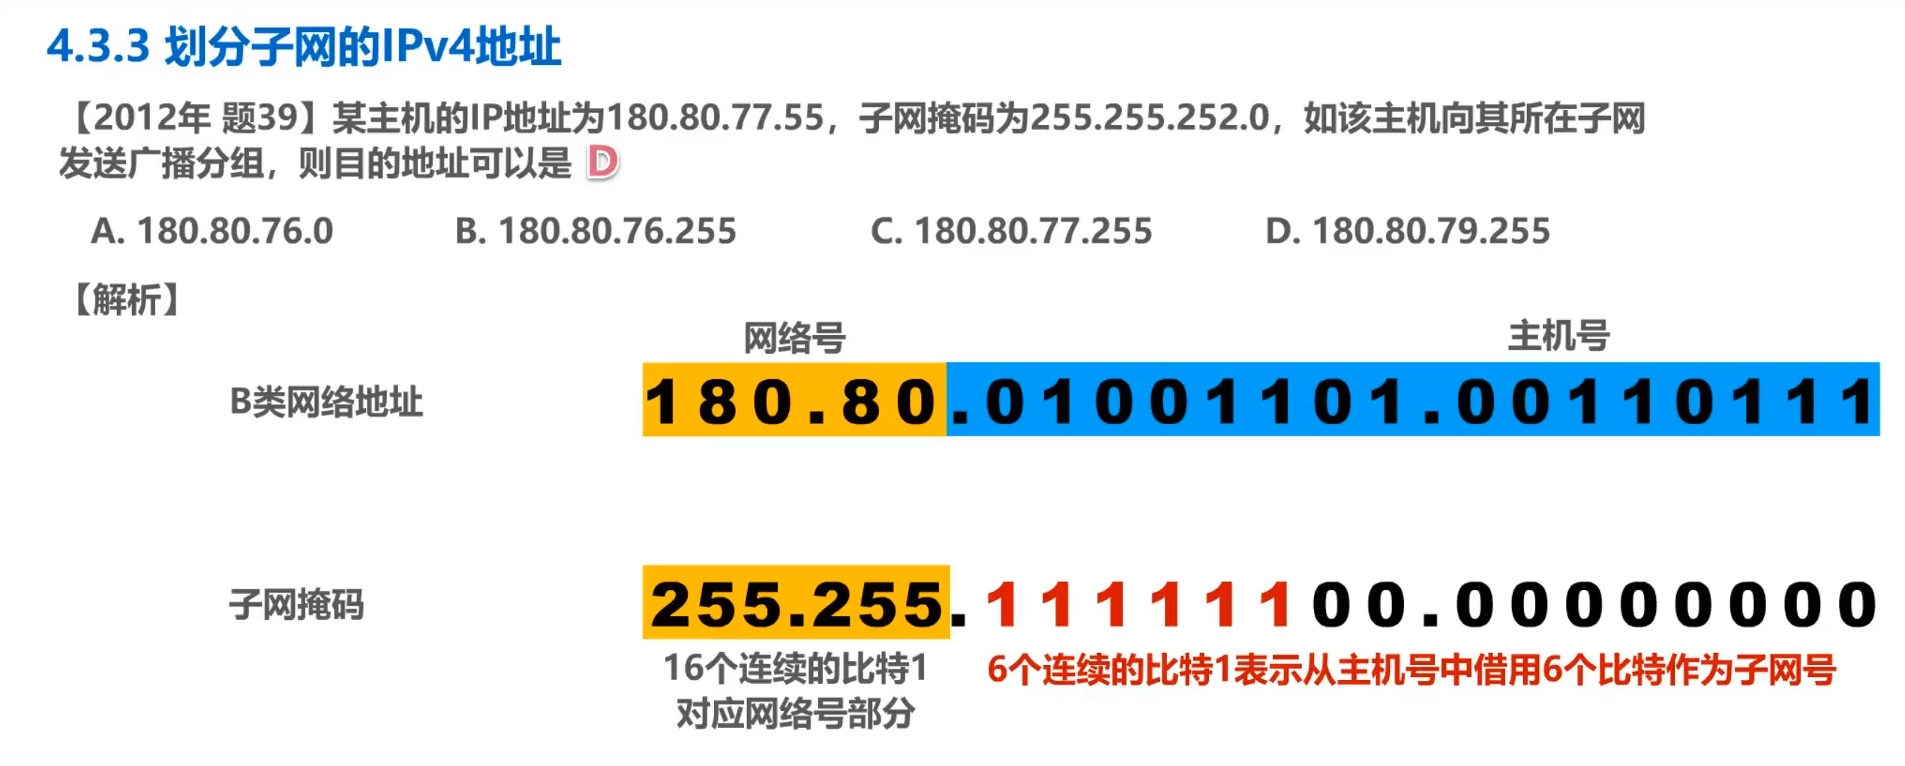 4.3.3 划分子网的IPv4地址
【2012年 题39】某主机的IP地址为180.80.77.55，子网掩码为255.255.252.0，如该主机向其所在子网
发送广播分组，则目的地址可以是 D
A. 180.80.76.0 B. 180.80.76.255 C. 180.80.77.255 D. 180.80.79.255
【解析】
网络号 主机号
B类网络地址 180.80.01001101.00110111
子网掩码 255.255.11111100.00000000
16个连续的比特1 6个连续的比特1表示从主机号中借用6个比特作为子网号
对应网络号部分